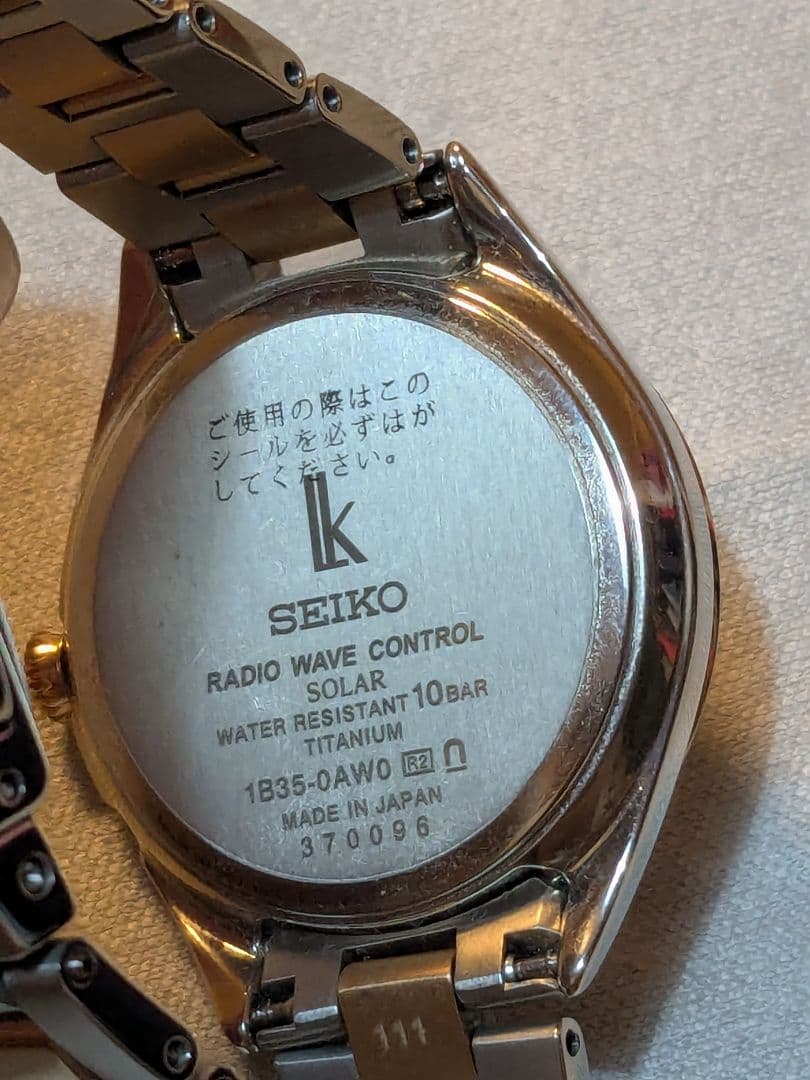 ご使用の際はこの
シールを必ずはが
してください。
lk
SEIKO
RADIO WAVE CONTROL
SOLAR
WATER RESISTANT 10BAR
TITANIUM
1B35-0AW0 R2
MADE IN JAPAN
370096